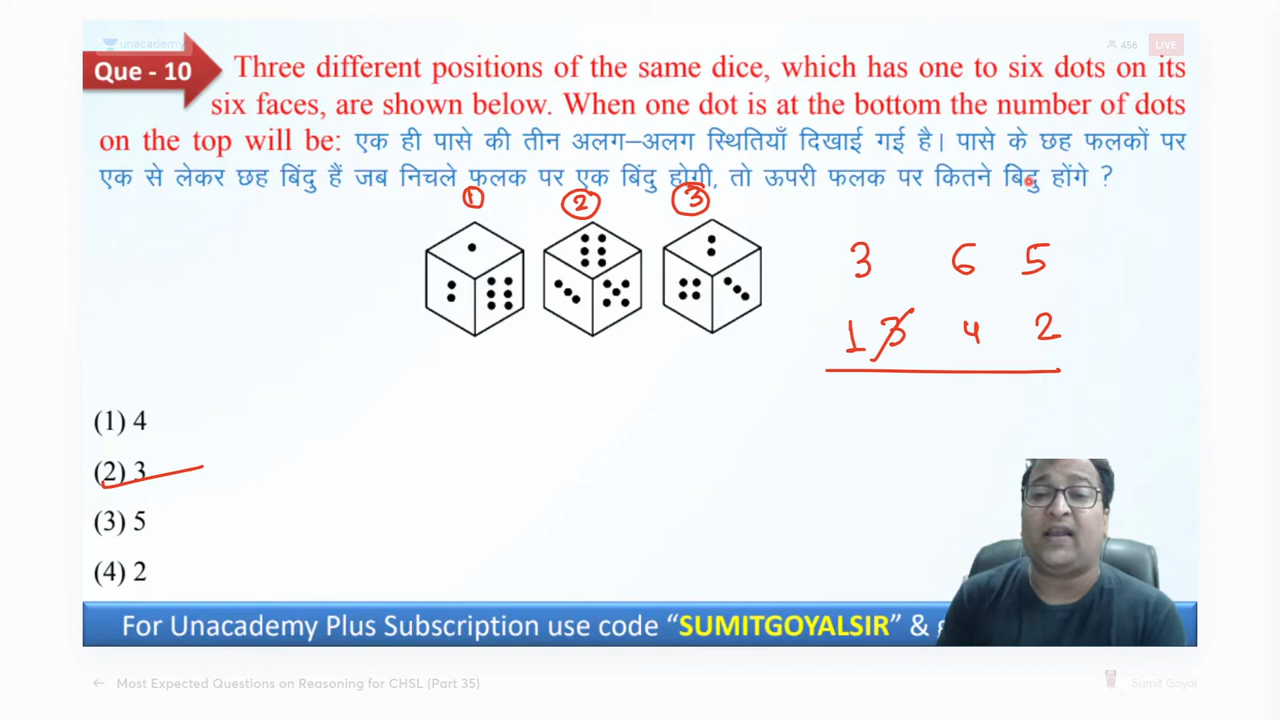 unacademy
456 LIVE
Que - 10
Three different positions of the same dice, which has one to six dots on its
six faces, are shown below. When one dot is at the bottom the number of dots
on the top will be: एक ही पासे की तीन अलग–अलग स्थितियाँ दिखाई गई है। पासे के छह फलकों पर
एक से लेकर छह बिंदु हैं जब निचले फलक पर एक बिंदु होगी, तो ऊपरी फलक पर कितने बिंदु होंगे ?
1 2 3
3 6 5
1 3 4 2
(1) 4
(2) 3
(3) 5
(4) 2
For Unacademy Plus Subscription use code “SUMITGOYALSIR” &
← Most Expected Questions on Reasoning for CHSL (Part 35)
Sumit Goyal